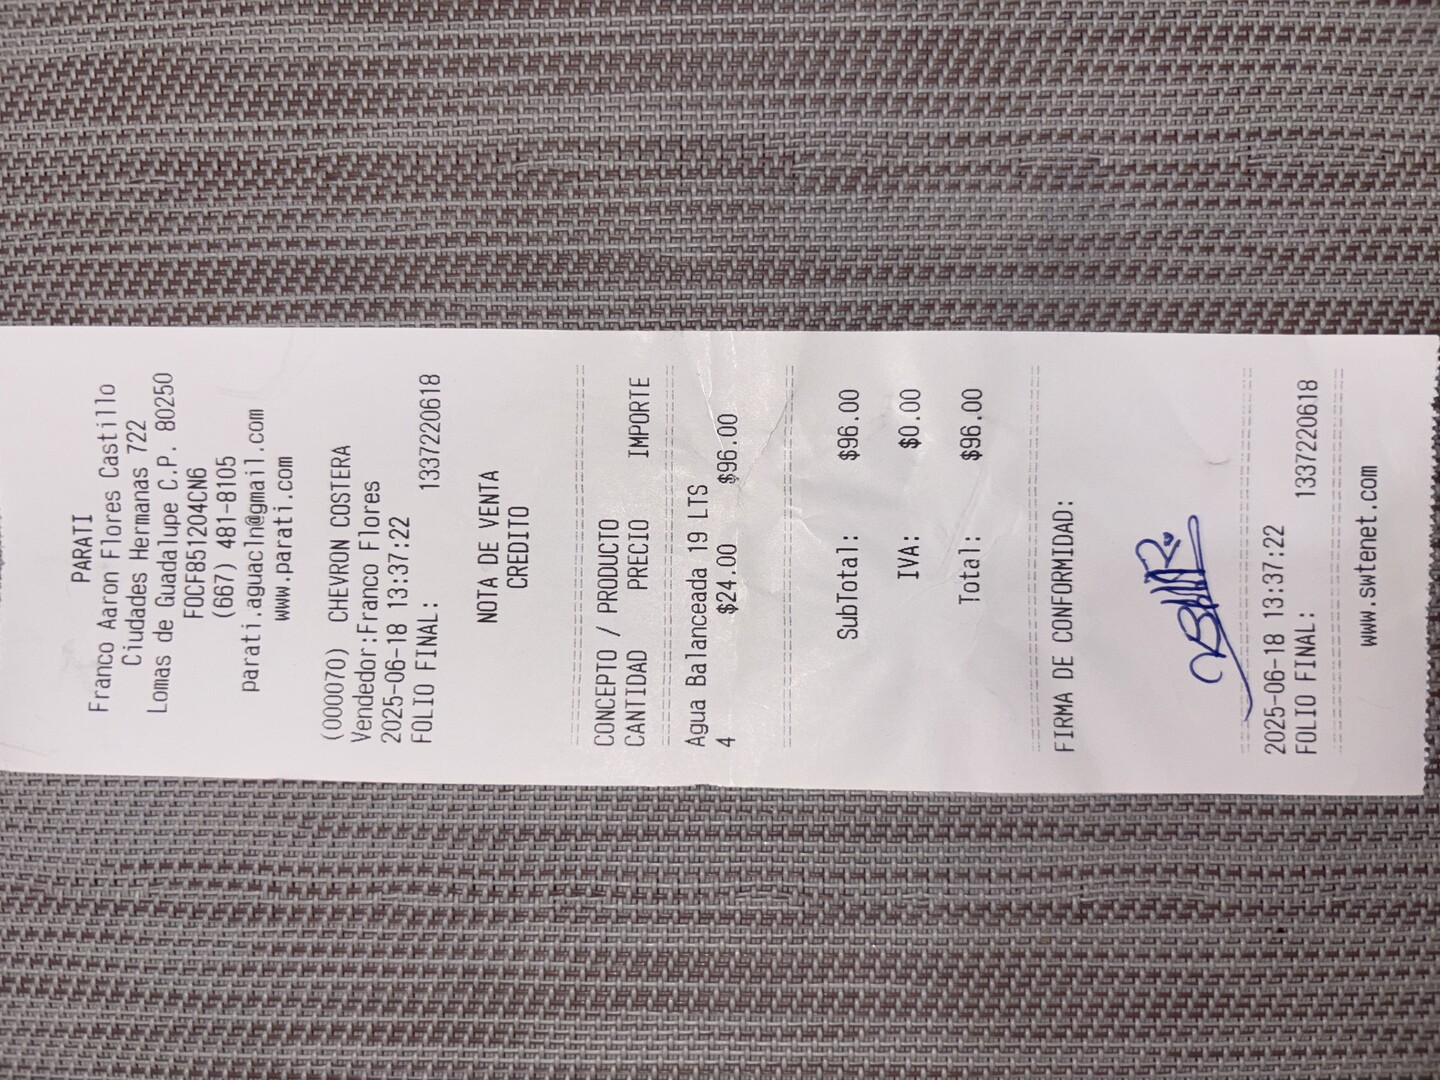 PARATI
Franco Aaron Flores Castillo
Ciudades Hermanas 722
Lomas de Guadalupe C.P. 80250
FOCF851204CN6
(667) 481-8105
parati.aguacln@gmail.com
www.parati.com
(000070) CHEVRON COSTERA
Vendedor:Franco Flores
2025-06-18 13:37:22
FOLIO FINAL: 1337220618
NOTA DE VENTA
CREDITO
CONCEPTO / PRODUCTO
CANTIDAD PRECIO IMPORTE
Agua Balanceada 19 LTS
4 $24.00 $96.00
SubTotal: $96.00
IVA: $0.00
Total: $96.00
FIRMA DE CONFORMIDAD:
2025-06-18 13:37:22
FOLIO FINAL: 1337220618
www.swtenet.com